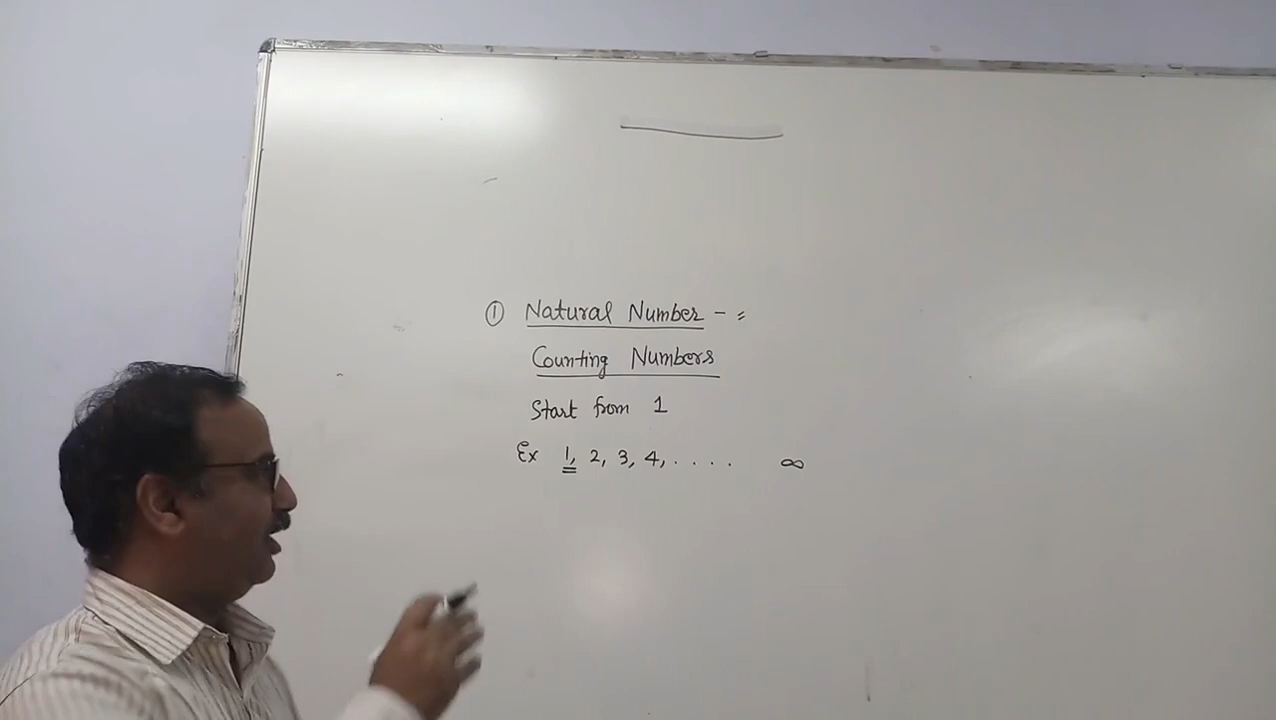 ① Natural Number - =
Counting Numbers
Start from 1
Ex 1, 2, 3, 4, . . . . ∞